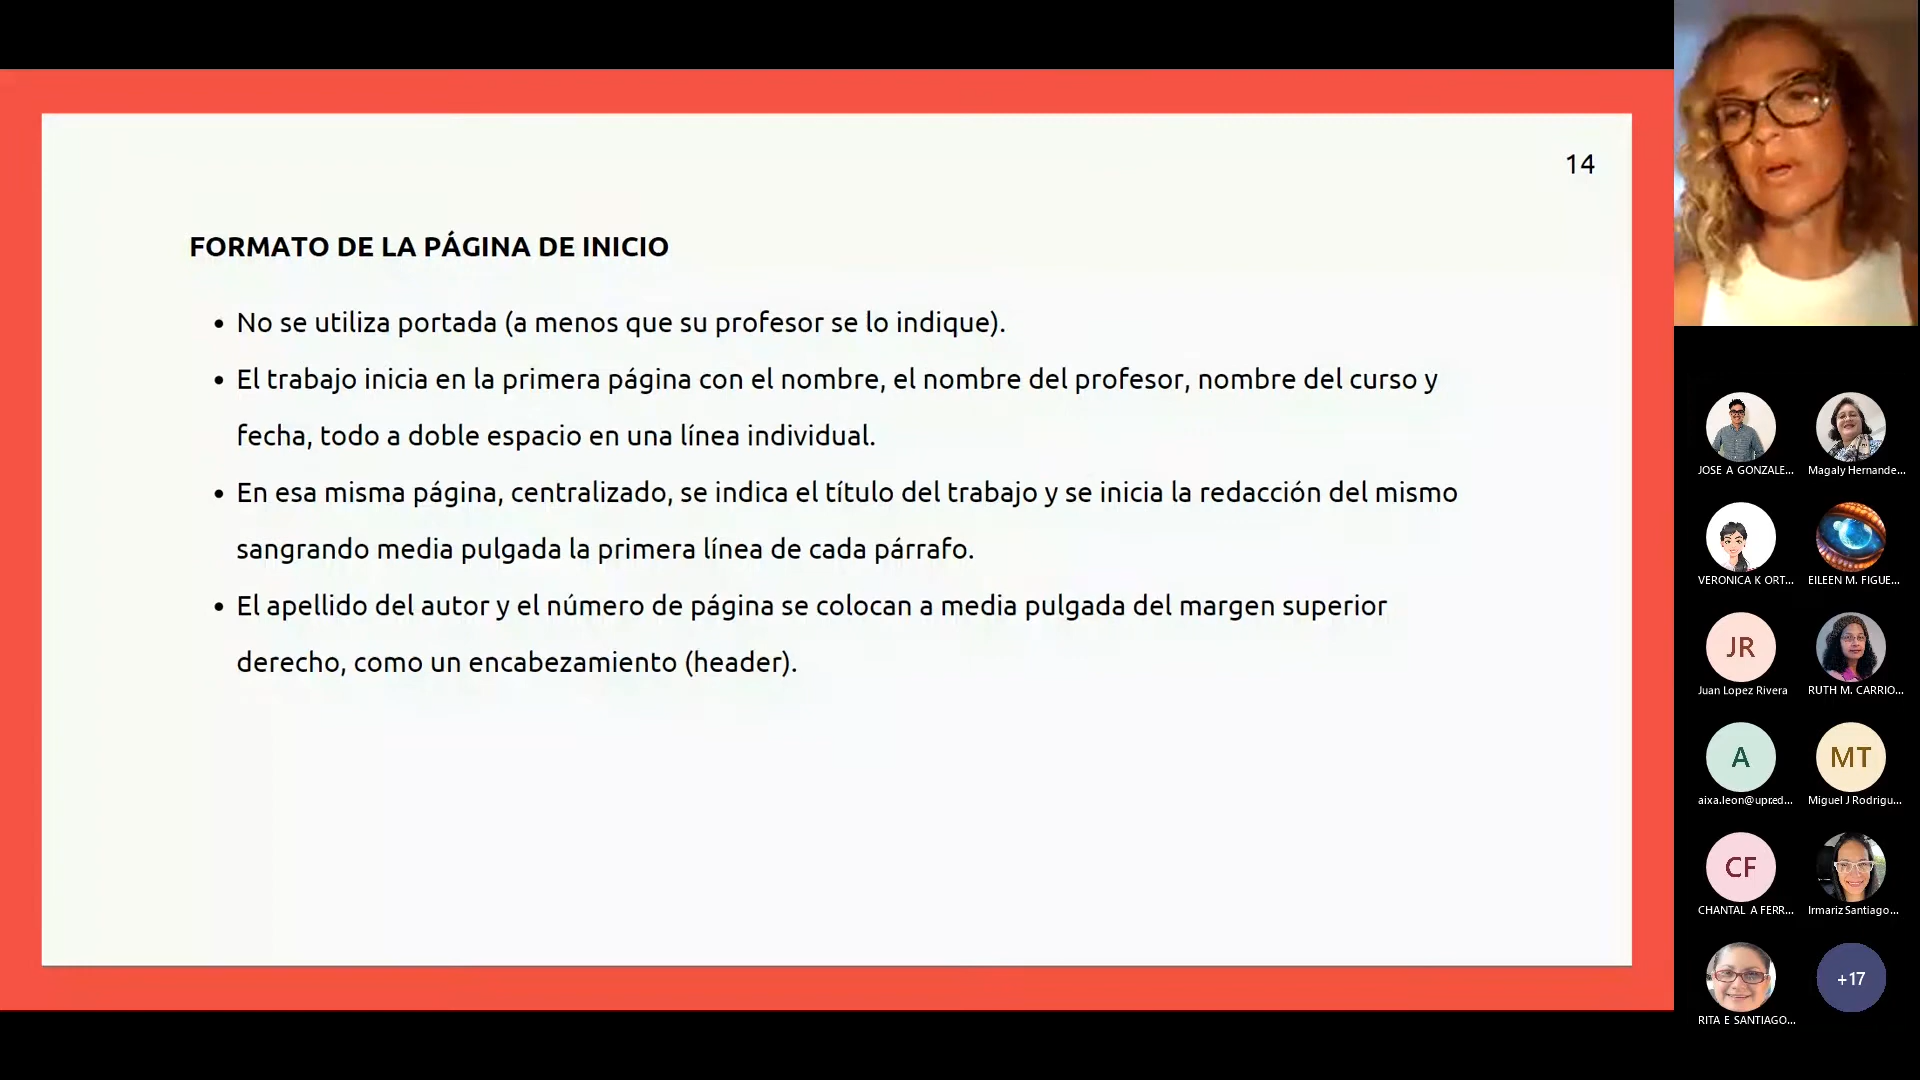 14
FORMATO DE LA PÁGINA DE INICIO
• No se utiliza portada (a menos que su profesor se lo indique).
• El trabajo inicia en la primera página con el nombre, el nombre del profesor, nombre del curso y
fecha, todo a doble espacio en una línea individual.
• En esa misma página, centralizado, se indica el título del trabajo y se inicia la redacción del mismo
sangrando media pulgada la primera línea de cada párrafo.
• El apellido del autor y el número de página se colocan a media pulgada del margen superior
derecho, como un encabezamiento (header).
JOSE A GONZALE...
Magaly Hernande...
VERONICA K ORT...
EILEEN M. FIGUE...
JR
Juan Lopez Rivera
RUTH M. CARRIO...
A
aixa.leon@upr.ed...
MT
Miguel J Rodrigu...
CF
CHANTAL A FERR...
Irmariz Santiago...
RITA E SANTIAGO...
+17